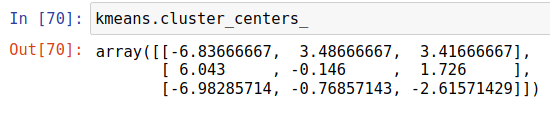 In [70]: kmeans.cluster_centers_
Out[70]: array([[-6.83666667,  3.48666667,  3.41666667],
       [ 6.043     , -0.146     ,  1.726     ],
       [-6.98285714, -0.76857143, -2.61571429]])